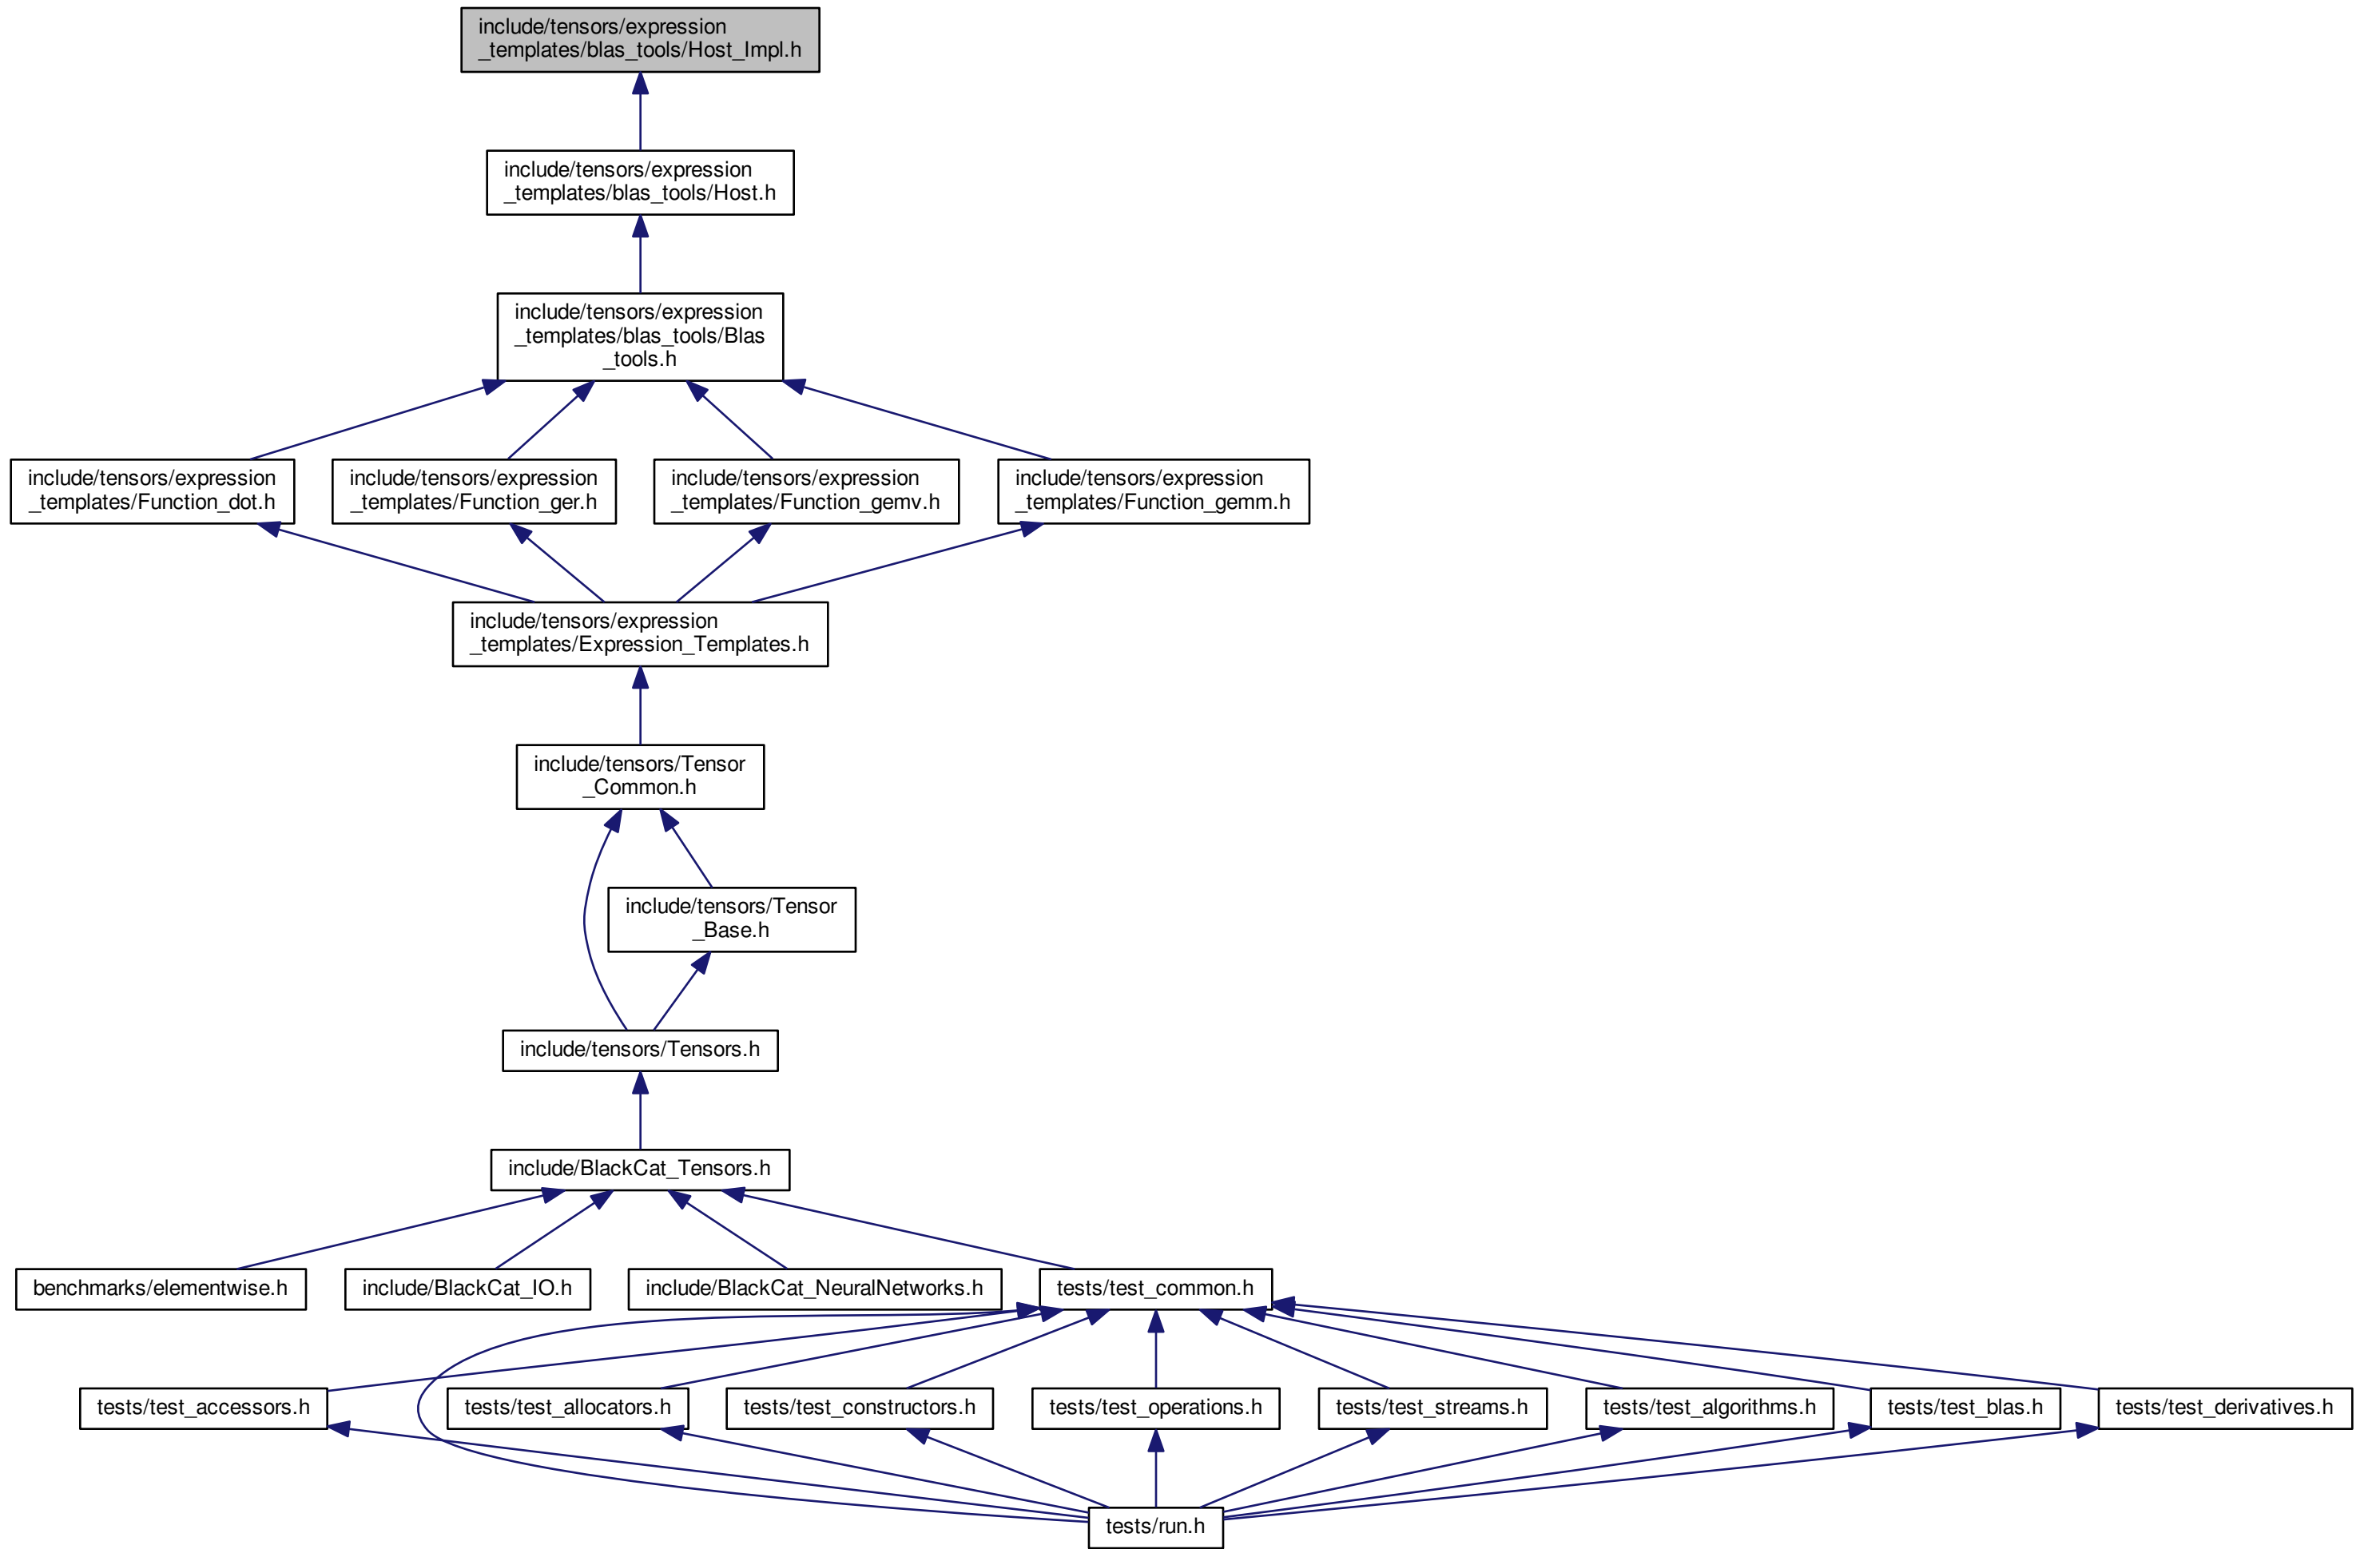 include/tensors/expression
_templates/blas_tools/Host_Impl.h
include/tensors/expression
_templates/blas_tools/Host.h
include/tensors/expression
_templates/blas_tools/Blas
_tools.h
include/tensors/expression
_templates/Function_dot.h
include/tensors/expression
_templates/Function_ger.h
include/tensors/expression
_templates/Function_gemv.h
include/tensors/expression
_templates/Function_gemm.h
include/tensors/expression
_templates/Expression_Templates.h
include/tensors/Tensor
_Common.h
include/tensors/Tensor
_Base.h
include/tensors/Tensors.h
include/BlackCat_Tensors.h
benchmarks/elementwise.h
include/BlackCat_IO.h
include/BlackCat_NeuralNetworks.h
tests/test_common.h
tests/test_accessors.h
tests/test_allocators.h
tests/test_constructors.h
tests/test_operations.h
tests/test_streams.h
tests/test_algorithms.h
tests/test_blas.h
tests/test_derivatives.h
tests/run.h